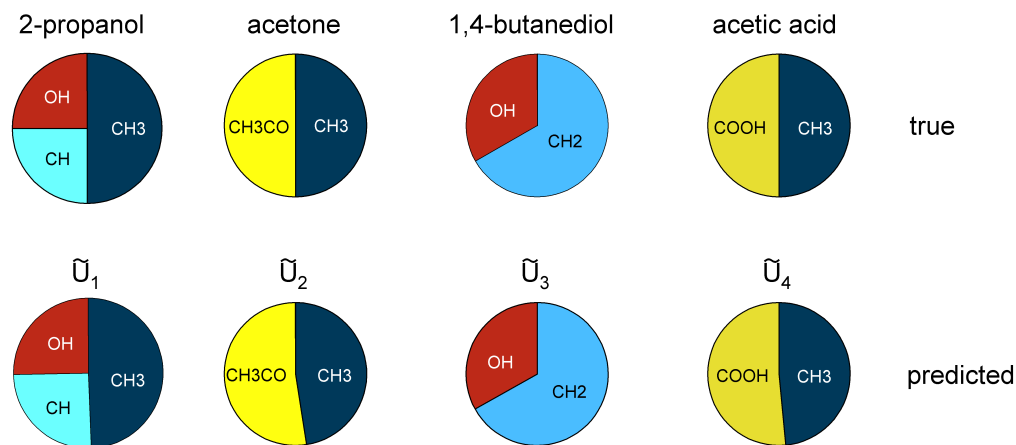 2-propanol acetone 1,4-butanediol acetic acid
OH CH3 CH3CO CH3 OH CH2 COOH CH3 true
CH
Ũ1 Ũ2 Ũ3 Ũ4
OH CH3 CH3CO CH3 OH CH2 COOH CH3 predicted
CH